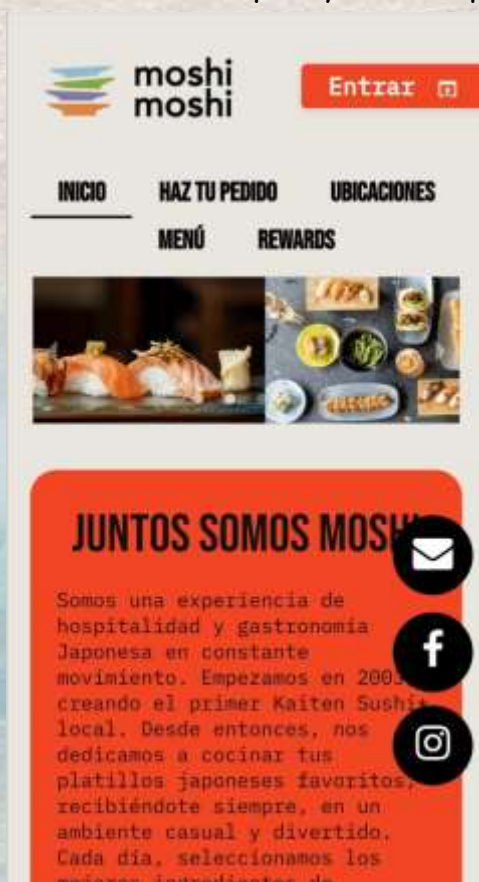 moshi
moshi
Entrar
INICIO HAZ TU PEDIDO UBICACIONES
MENÚ REWARDS
JUNTOS SOMOS
Somos una experiencia de
hospitalidad y gastronomía
Japonesa en constante
movimiento. Empezamos en 2003
creando el primer Kaiten Sushi
local. Desde entonces, nos
dedicamos a cocinar tus
platillos japoneses favoritos,
recibiéndote siempre, en un
ambiente casual y divertido.
Cada día, seleccionamos los